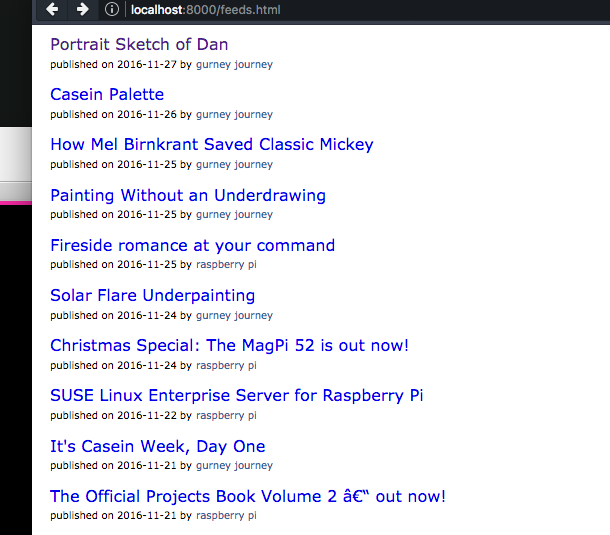 localhost:8000/feeds.html
Portrait Sketch of Dan
published on 2016-11-27 by gurney journey
Casein Palette
published on 2016-11-26 by gurney journey
How Mel Birnkrant Saved Classic Mickey
published on 2016-11-25 by gurney journey
Painting Without an Underdrawing
published on 2016-11-25 by gurney journey
Fireside romance at your command
published on 2016-11-25 by raspberry pi
Solar Flare Underpainting
published on 2016-11-24 by gurney journey
Christmas Special: The MagPi 52 is out now!
published on 2016-11-24 by raspberry pi
SUSE Linux Enterprise Server for Raspberry Pi
published on 2016-11-22 by raspberry pi
It's Casein Week, Day One
published on 2016-11-21 by gurney journey
The Official Projects Book Volume 2 â€“ out now!
published on 2016-11-21 by raspberry pi